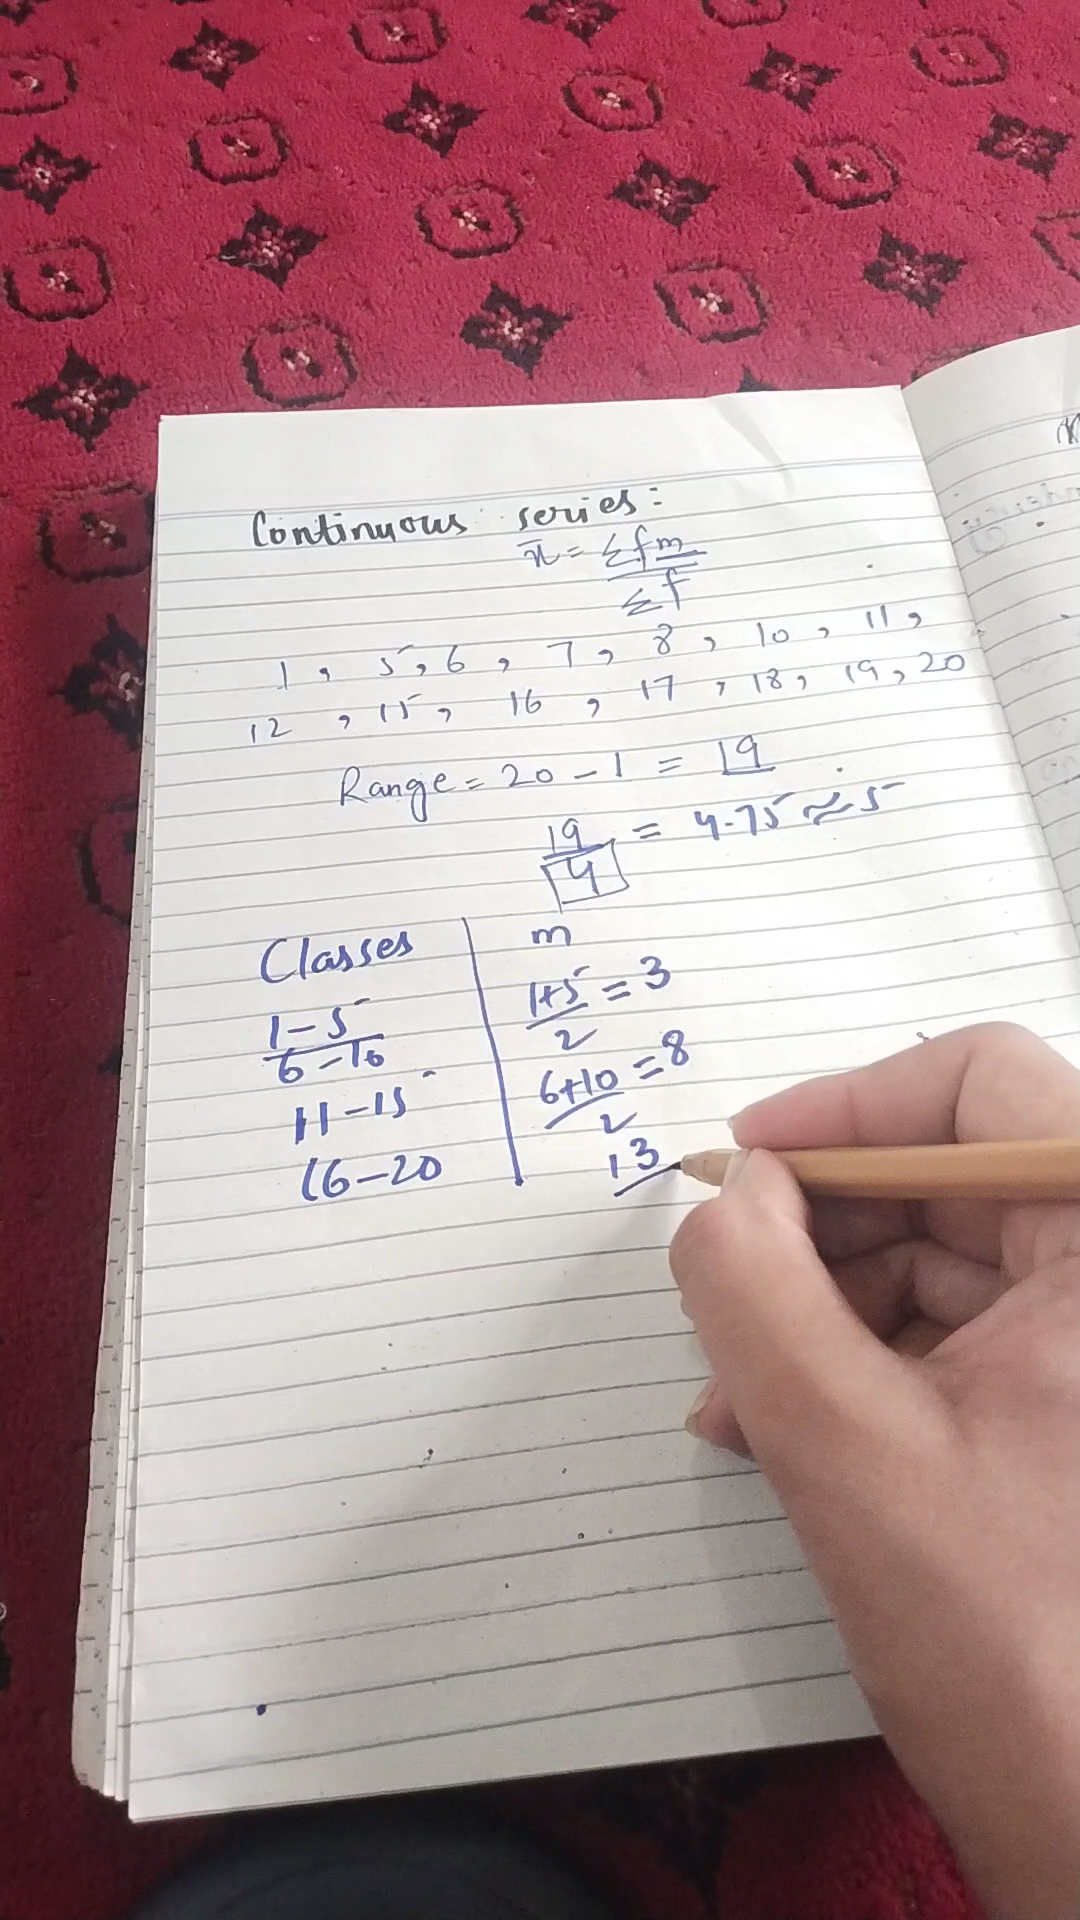 Continuous series:
x̄ = Σfm
Σf
1, 5, 6, 7, 8, 10, 11,
12, 15, 16, 17, 18, 19, 20
Range = 20 - 1 = 19
19 = 4.75 ≈ 5
4
Classes m
1-5 1+5 = 3
2
6-10 6+10 = 8
2
11-15 13
16-20